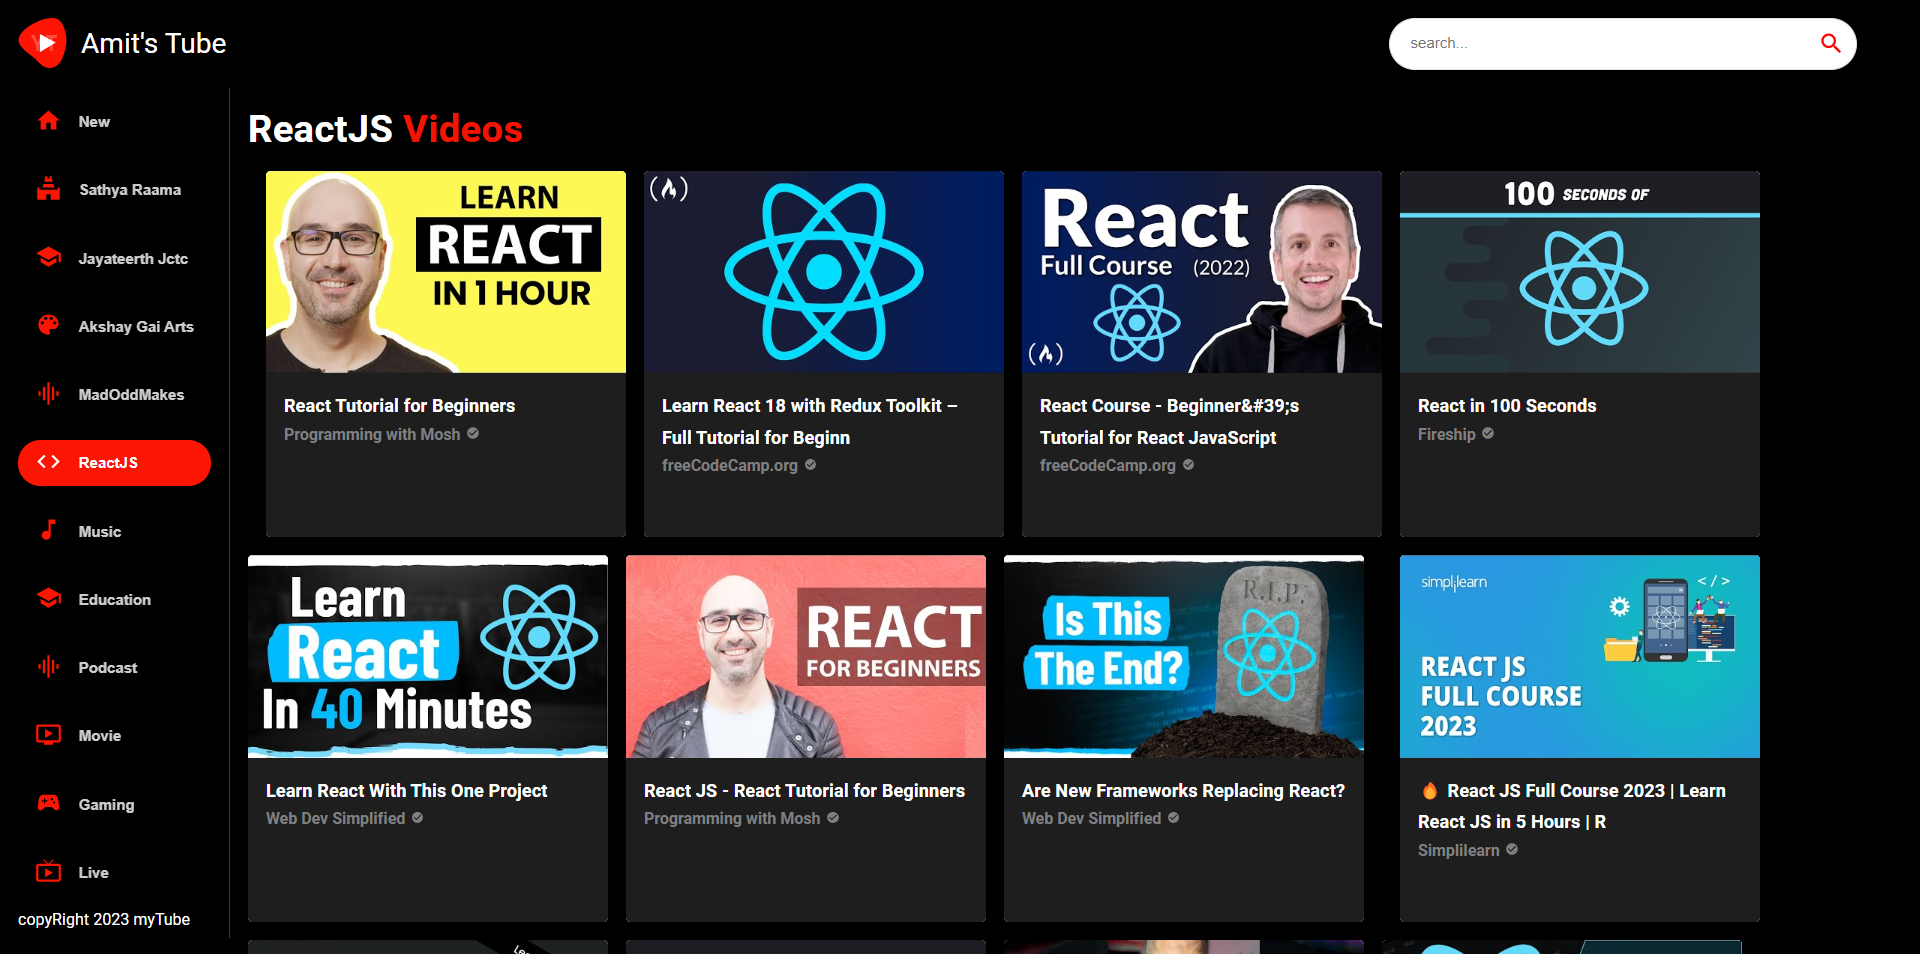 Amit's Tube
search...
New
Sathya Raama
Jayateerth Jctc
Akshay Gai Arts
MadOddMakes
ReactJS
Music
Education
Podcast
Movie
Gaming
Live
copyRight 2023 myTube
ReactJS Videos
LEARN
REACT
IN 1 HOUR
React Tutorial for Beginners
Programming with Mosh
Learn React 18 with Redux Toolkit –
Full Tutorial for Beginn
freeCodeCamp.org
React
Full Course (2022)
React Course - Beginner&#39;s
Tutorial for React JavaScript
freeCodeCamp.org
100 SECONDS OF
React in 100 Seconds
Fireship
Learn
React
In 40 Minutes
Learn React With This One Project
Web Dev Simplified
REACT
FOR BEGINNERS
React JS - React Tutorial for Beginners
Programming with Mosh
Is This
The End?
R.I.P.
Are New Frameworks Replacing React?
Web Dev Simplified
simplilearn
</>
REACT JS
FULL COURSE
2023
🔥 React JS Full Course 2023 | Learn
React JS in 5 Hours | R
Simplilearn